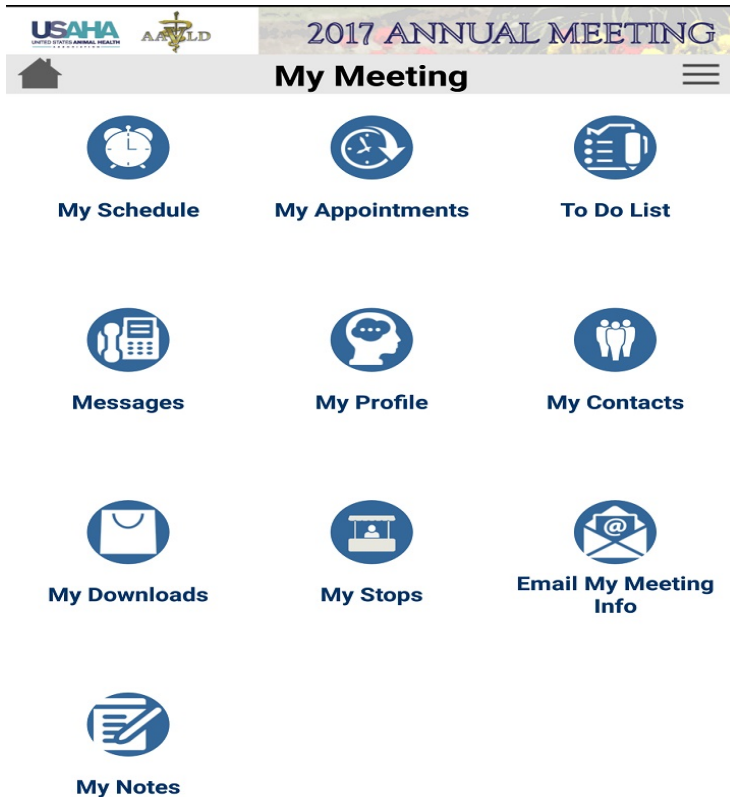 USAHA
UNITED STATES ANIMAL HEALTH
ASSOCIATION
AAVLD
2017 ANNUAL MEETING
My Meeting
My Schedule
My Appointments
To Do List
Messages
My Profile
My Contacts
My Downloads
My Stops
@
Email My Meeting
Info
My Notes